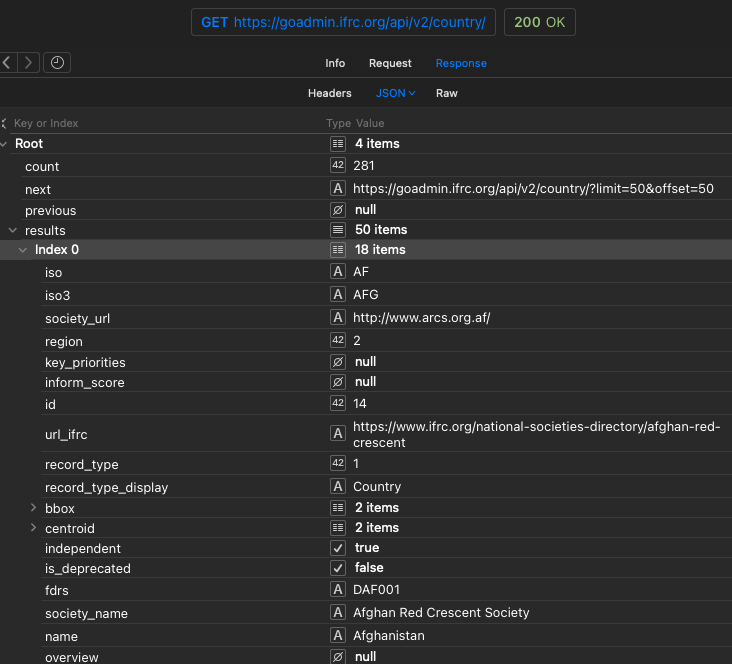 GET https://goadmin.ifrc.org/api/v2/country/ 200 OK
Info Request Response
Headers JSON Raw
Key or Index Type Value
Root 4 items
count 42 281
next A https://goadmin.ifrc.org/api/v2/country/?limit=50&offset=50
previous null
results 50 items
Index 0 18 items
iso A AF
iso3 A AFG
society_url A http://www.arcs.org.af/
region 42 2
key_priorities null
inform_score null
id 42 14
url_ifrc A https://www.ifrc.org/national-societies-directory/afghan-red-
crescent
record_type 42 1
record_type_display A Country
bbox 2 items
centroid 2 items
independent true
is_deprecated false
fdrs A DAF001
society_name A Afghan Red Crescent Society
name A Afghanistan
overview null